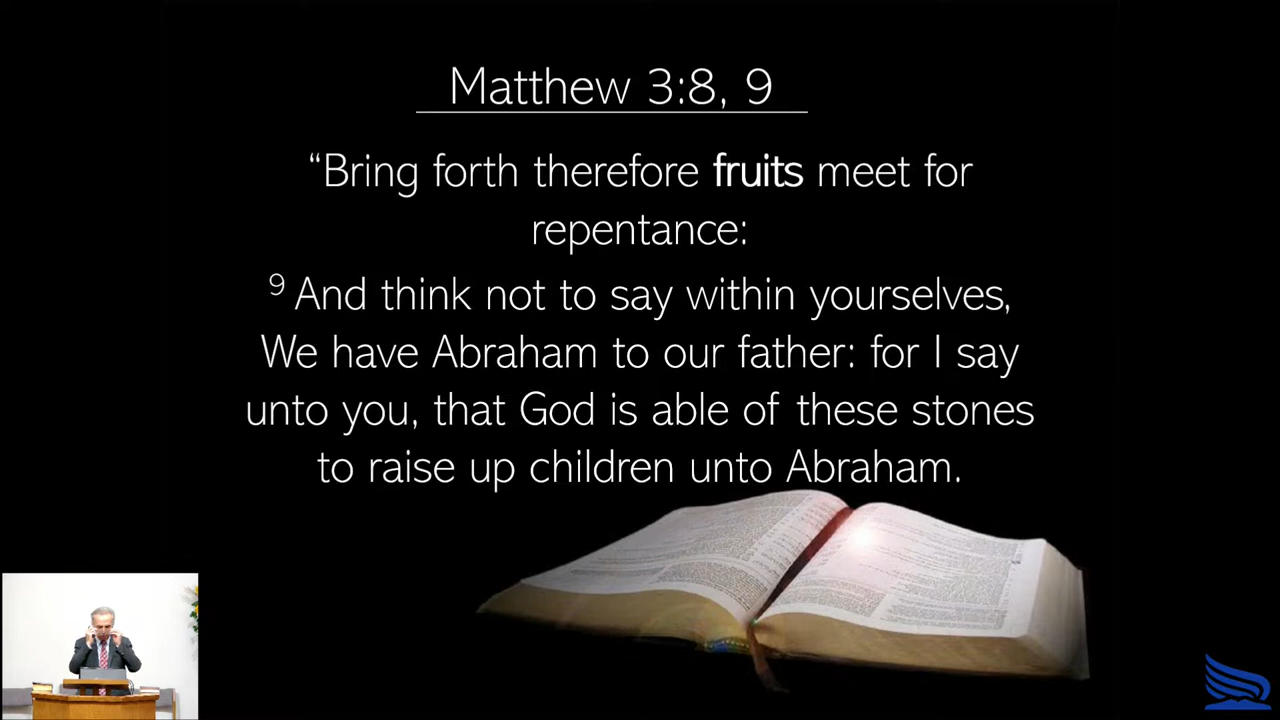 Matthew 3:8, 9
“Bring forth therefore fruits meet for
repentance:
9 And think not to say within yourselves,
We have Abraham to our father: for I say
unto you, that God is able of these stones
to raise up children unto Abraham.